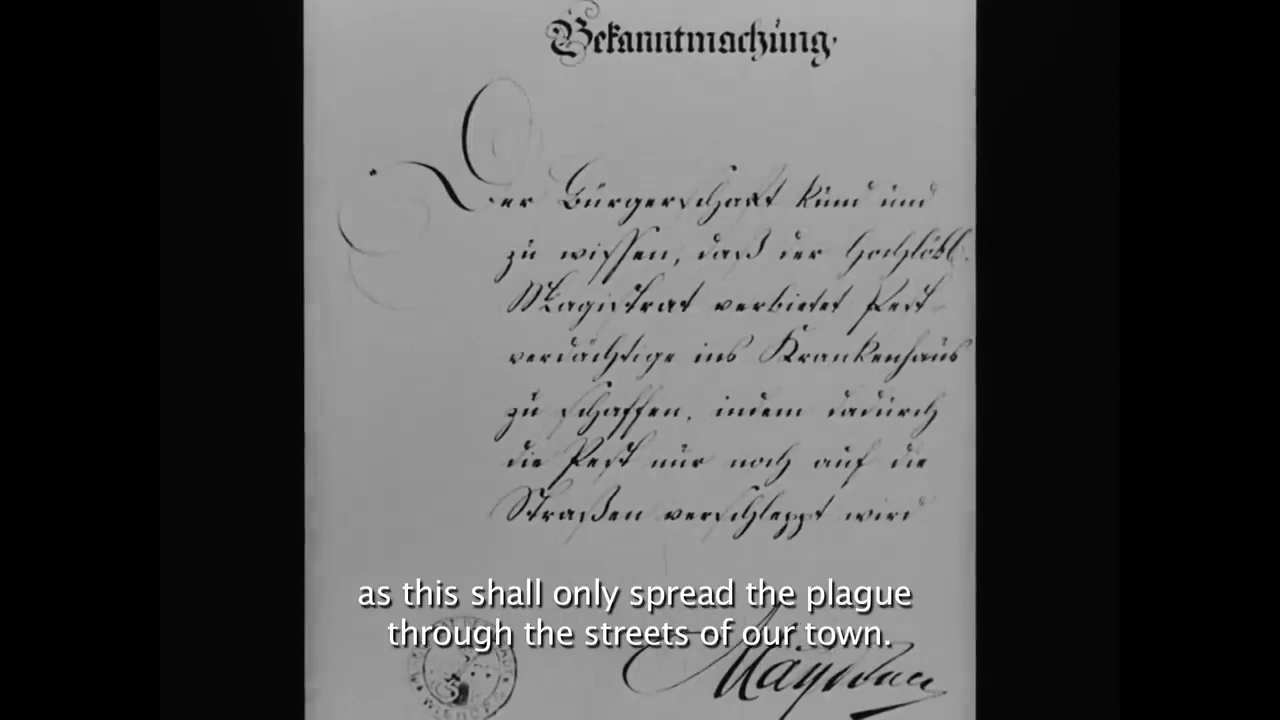 Bekanntmachung.
Der Bürgerschaft kund und
zu wissen, daß der Hochlöbl.
Magistrat verbietet Pest-
verdächtige ins Krankenhaus
zu schaffen, indem dadurch
die Pest nur noch auf die
Straßen verschleppt wird
as this shall only spread the plague
through the streets of our town.